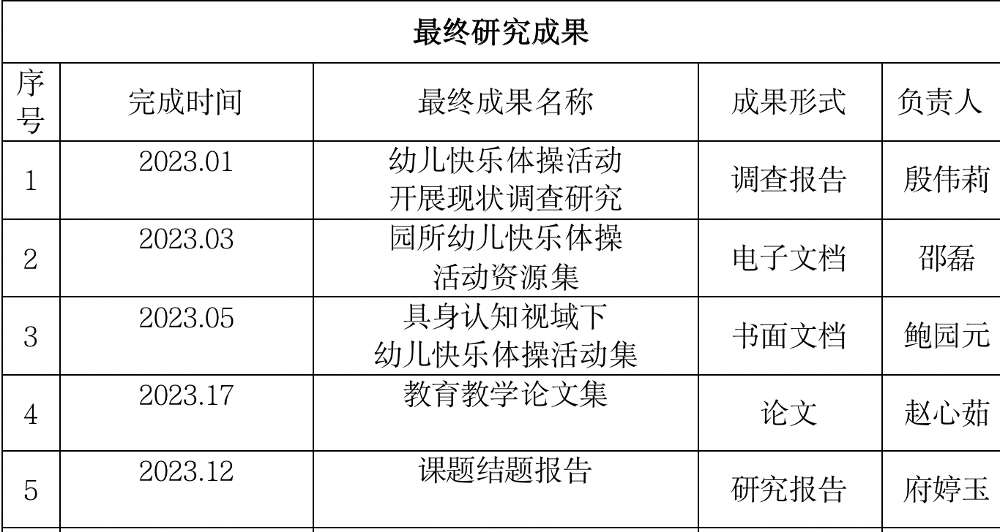 最终研究成果
序号 完成时间 最终成果名称 成果形式 负责人
1 2023.01 幼儿快乐体操活动 调查报告 殷伟莉
开展现状调查研究
2 2023.03 园所幼儿快乐体操 电子文档 邵磊
活动资源集
3 2023.05 具身认知视域下 书面文档 鲍园元
幼儿快乐体操活动集
4 2023.17 教育教学论文集 论文 赵心茹
5 2023.12 课题结题报告 研究报告 府婷玉